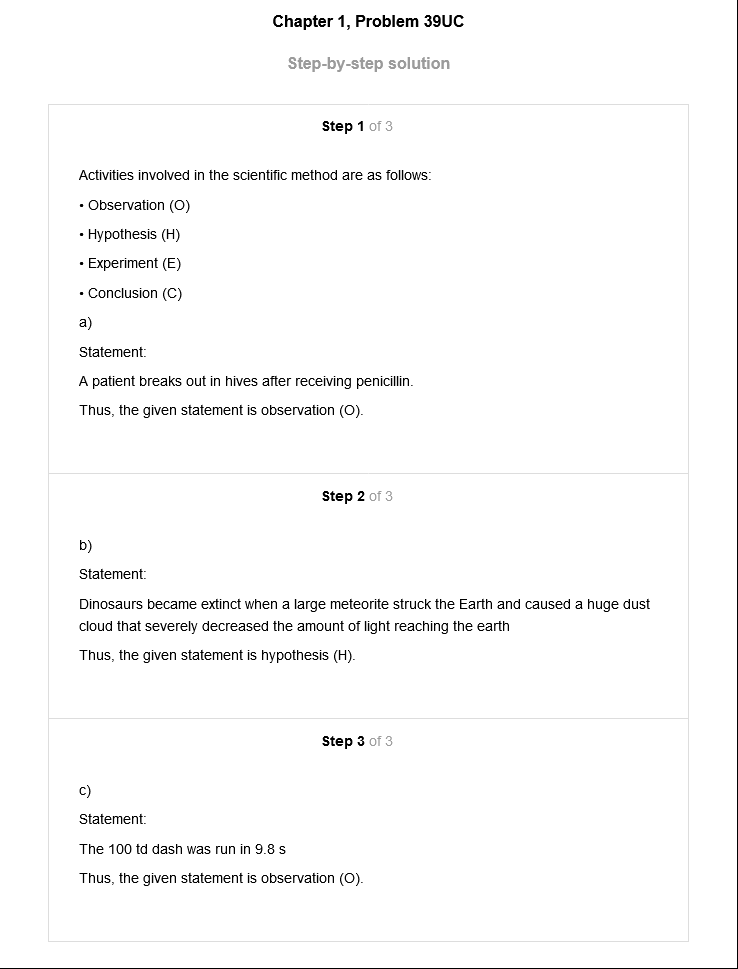 Chapter 1, Problem 39UC
Step-by-step solution
Step 1 of 3
Activities involved in the scientific method are as follows:
• Observation (O)
• Hypothesis (H)
• Experiment (E)
• Conclusion (C)
a)
Statement:
A patient breaks out in hives after receiving penicillin.
Thus, the given statement is observation (O).
Step 2 of 3
b)
Statement:
Dinosaurs became extinct when a large meteorite struck the Earth and caused a huge dust
cloud that severely decreased the amount of light reaching the earth
Thus, the given statement is hypothesis (H).
Step 3 of 3
c)
Statement:
The 100 td dash was run in 9.8 s
Thus, the given statement is observation (O).